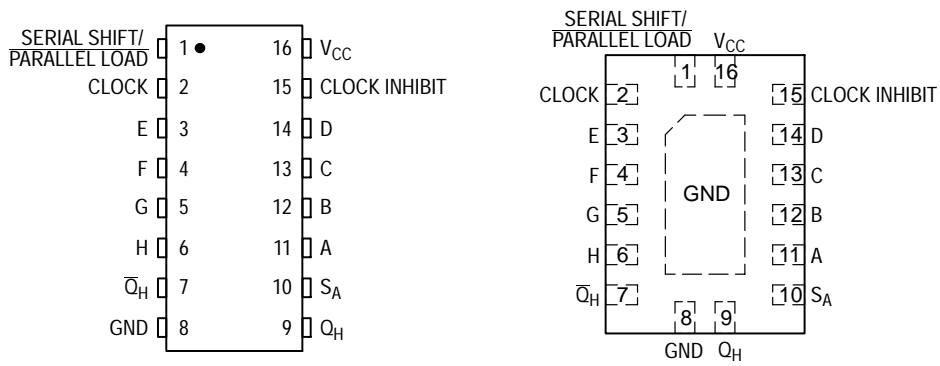 SERIAL SHIFT/
PARALLEL LOAD 1 16 VCC
CLOCK 2 15 CLOCK INHIBIT
E 3 14 D
F 4 13 C
G 5 12 B
H 6 11 A
Q̅H 7 10 SA
GND 8 9 QH
SERIAL SHIFT/
PARALLEL LOAD VCC
1 16
CLOCK 2 15 CLOCK INHIBIT
E 3 14 D
F 4 13 C
GND
G 5 12 B
H 6 11 A
Q̅H 7 10 SA
8 9
GND QH